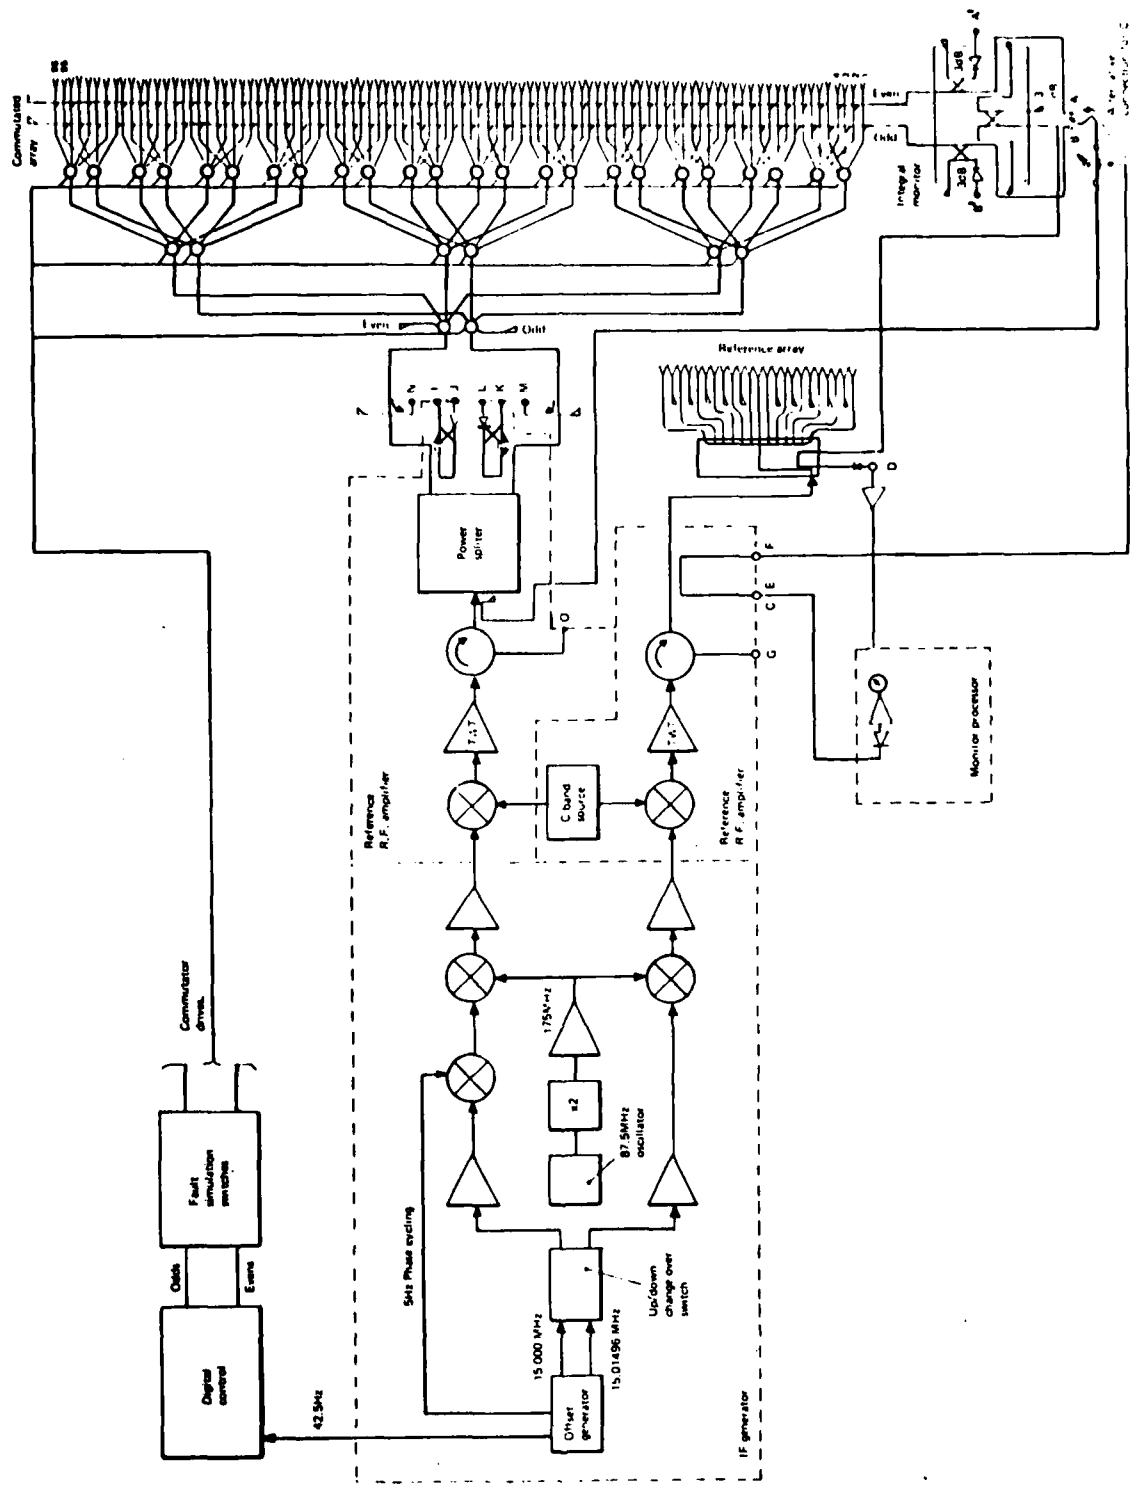 Commutated
array
Even
Odd
Integral
monitor
3dB
3dB
A'
B'
Even
Odd
Reference array
N
I
J
L
K
M
Power
splitter
O
D
F
E
C
G
TWT
TWT
C band
source
Reference
R.F. amplifier
Reference
R.F. amplifier
Monitor processor
Commutator
drives
Fault
simulation
switches
Odds
Evens
Digital
control
42.5Hz
5Hz Phase cycling
175MHz
x2
87.5MHz
oscillator
Up/down
change over
switch
15.000 MHz
15.01496 MHz
Offset
generator
IF generator